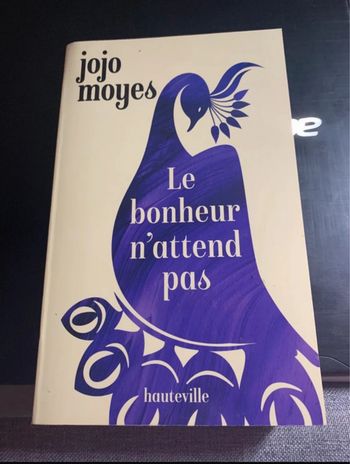 jojo
moyes
Le
bonheur
n'attend
pas
hauteville